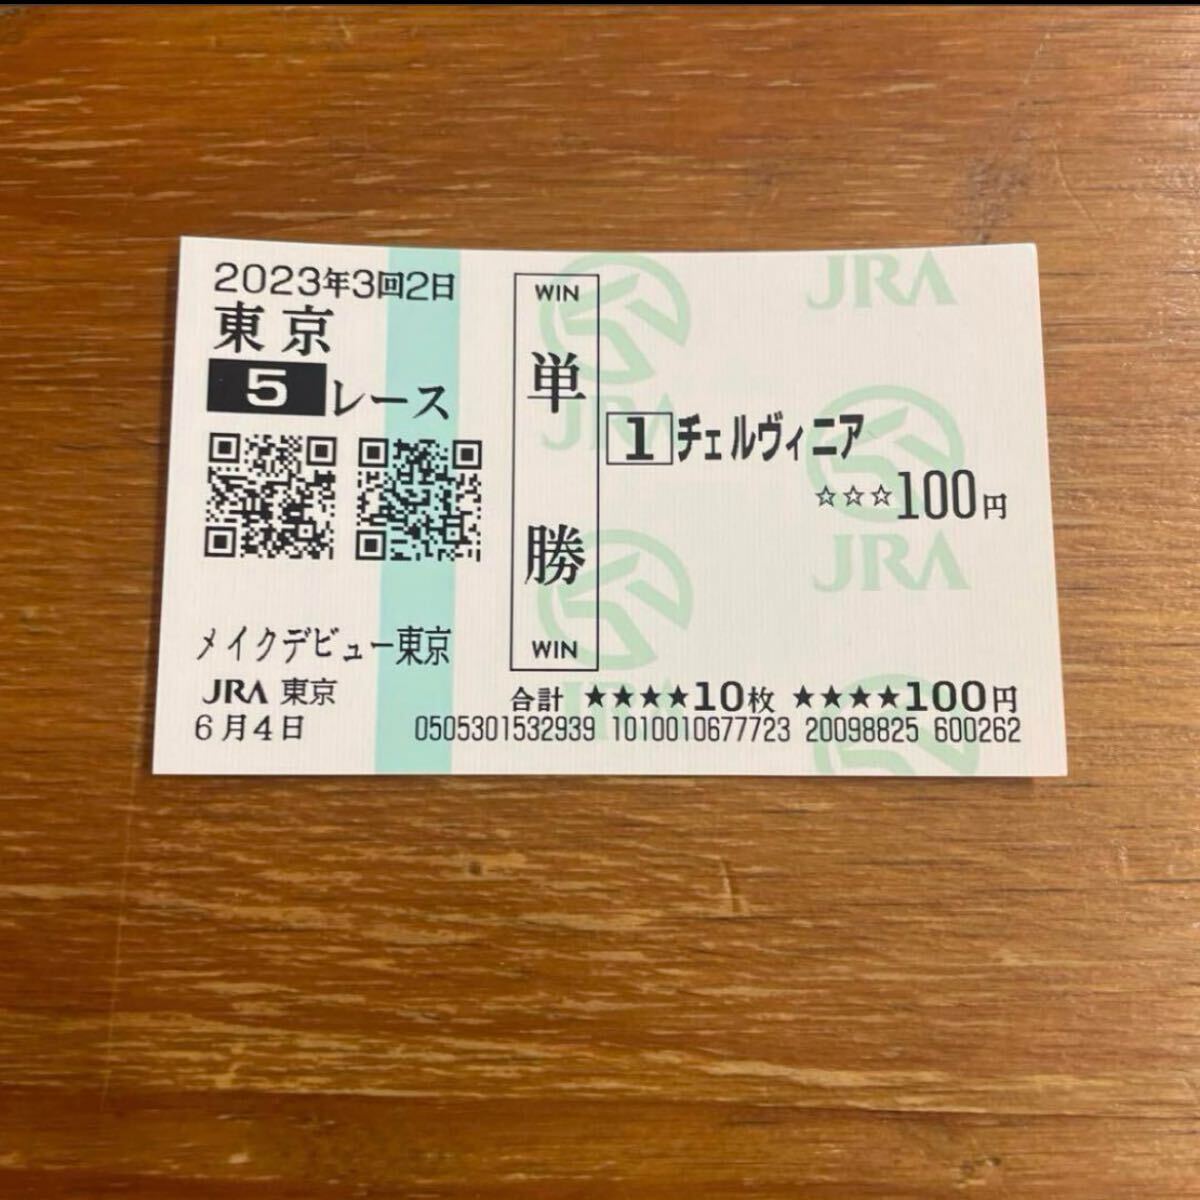 2023年3回2日
東京
5レース
メイクデビュー東京
JRA 東京
6月4日
WIN
単勝
WIN
1 チェルヴィニア
☆☆☆100円
合計 ★★★★10枚 ★★★★100円
0505301532939 1010010677723 20098825 600262
JRA
JRA
JRA
JRA